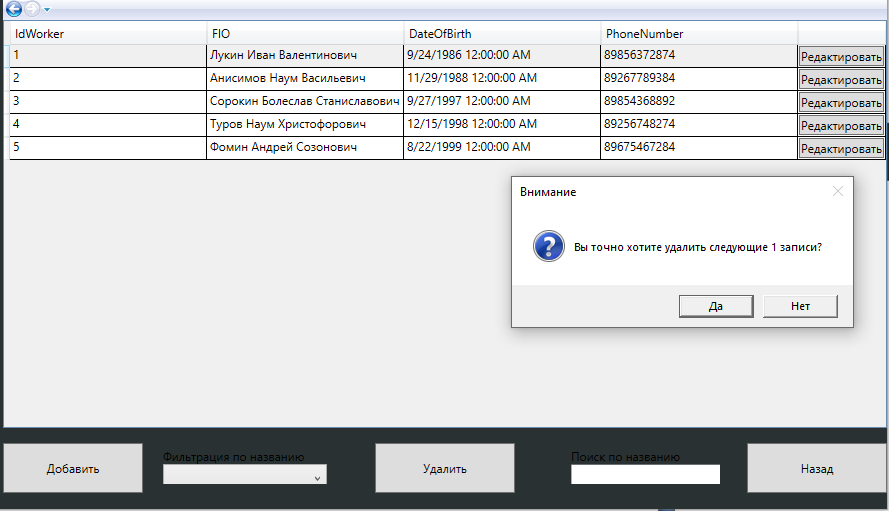 IdWorker FIO DateOfBirth PhoneNumber
1 Лукин Иван Валентинович 9/24/1986 12:00:00 AM 89856372874 Редактировать
2 Анисимов Наум Васильевич 11/29/1988 12:00:00 AM 89267789384 Редактировать
3 Сорокин Болеслав Станиславович 9/27/1997 12:00:00 AM 89854368892 Редактировать
4 Туров Наум Христофорович 12/15/1998 12:00:00 AM 89256748274 Редактировать
5 Фомин Андрей Созонович 8/22/1999 12:00:00 AM 89675467284 Редактировать
Внимание
Вы точно хотите удалить следующие 1 записи?
Да Нет
Добавить
Фильтрация по названию
Удалить
Поиск по названию
Назад